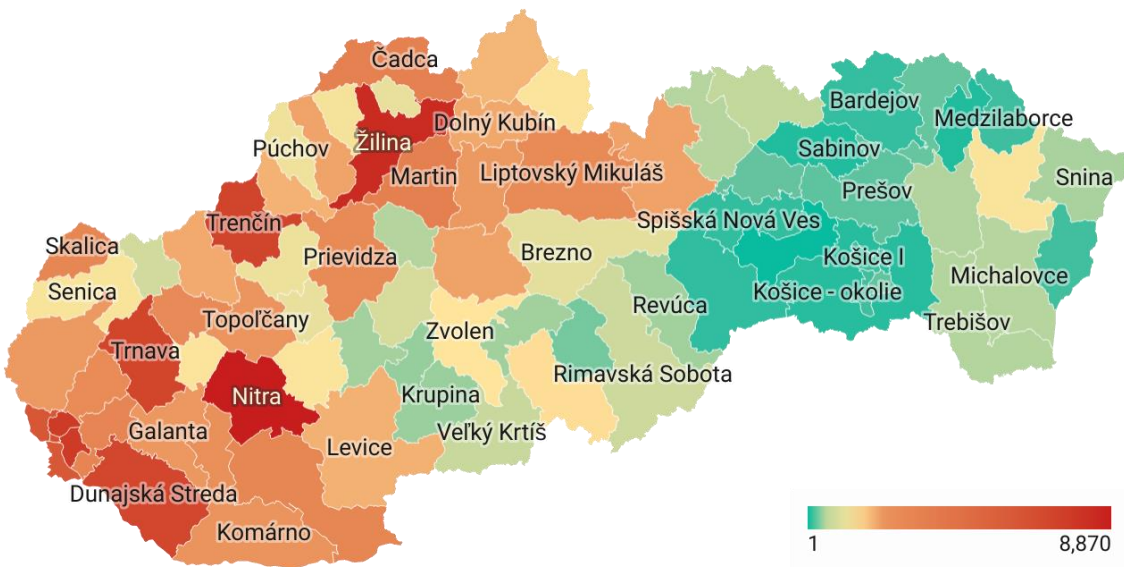 Čadca
Bardejov
Medzilaborce
Dolný Kubín
Žilina
Púchov
Sabinov
Martin
Liptovský Mikuláš
Snina
Prešov
Trenčín
Spišská Nová Ves
Skalica
Prievidza
Brezno
Košice I
Michalovce
Senica
Košice - okolie
Revúca
Topoľčany
Zvolen
Trebišov
Trnava
Rimavská Sobota
Nitra
Krupina
Galanta
Veľký Krtíš
Levice
Dunajská Streda
Komárno
1
8,870